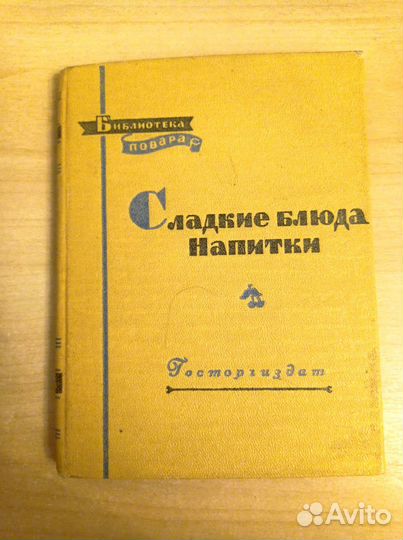 Библиотека
повара
Сладкие блюда
Напитки
Госторгиздат
Avito